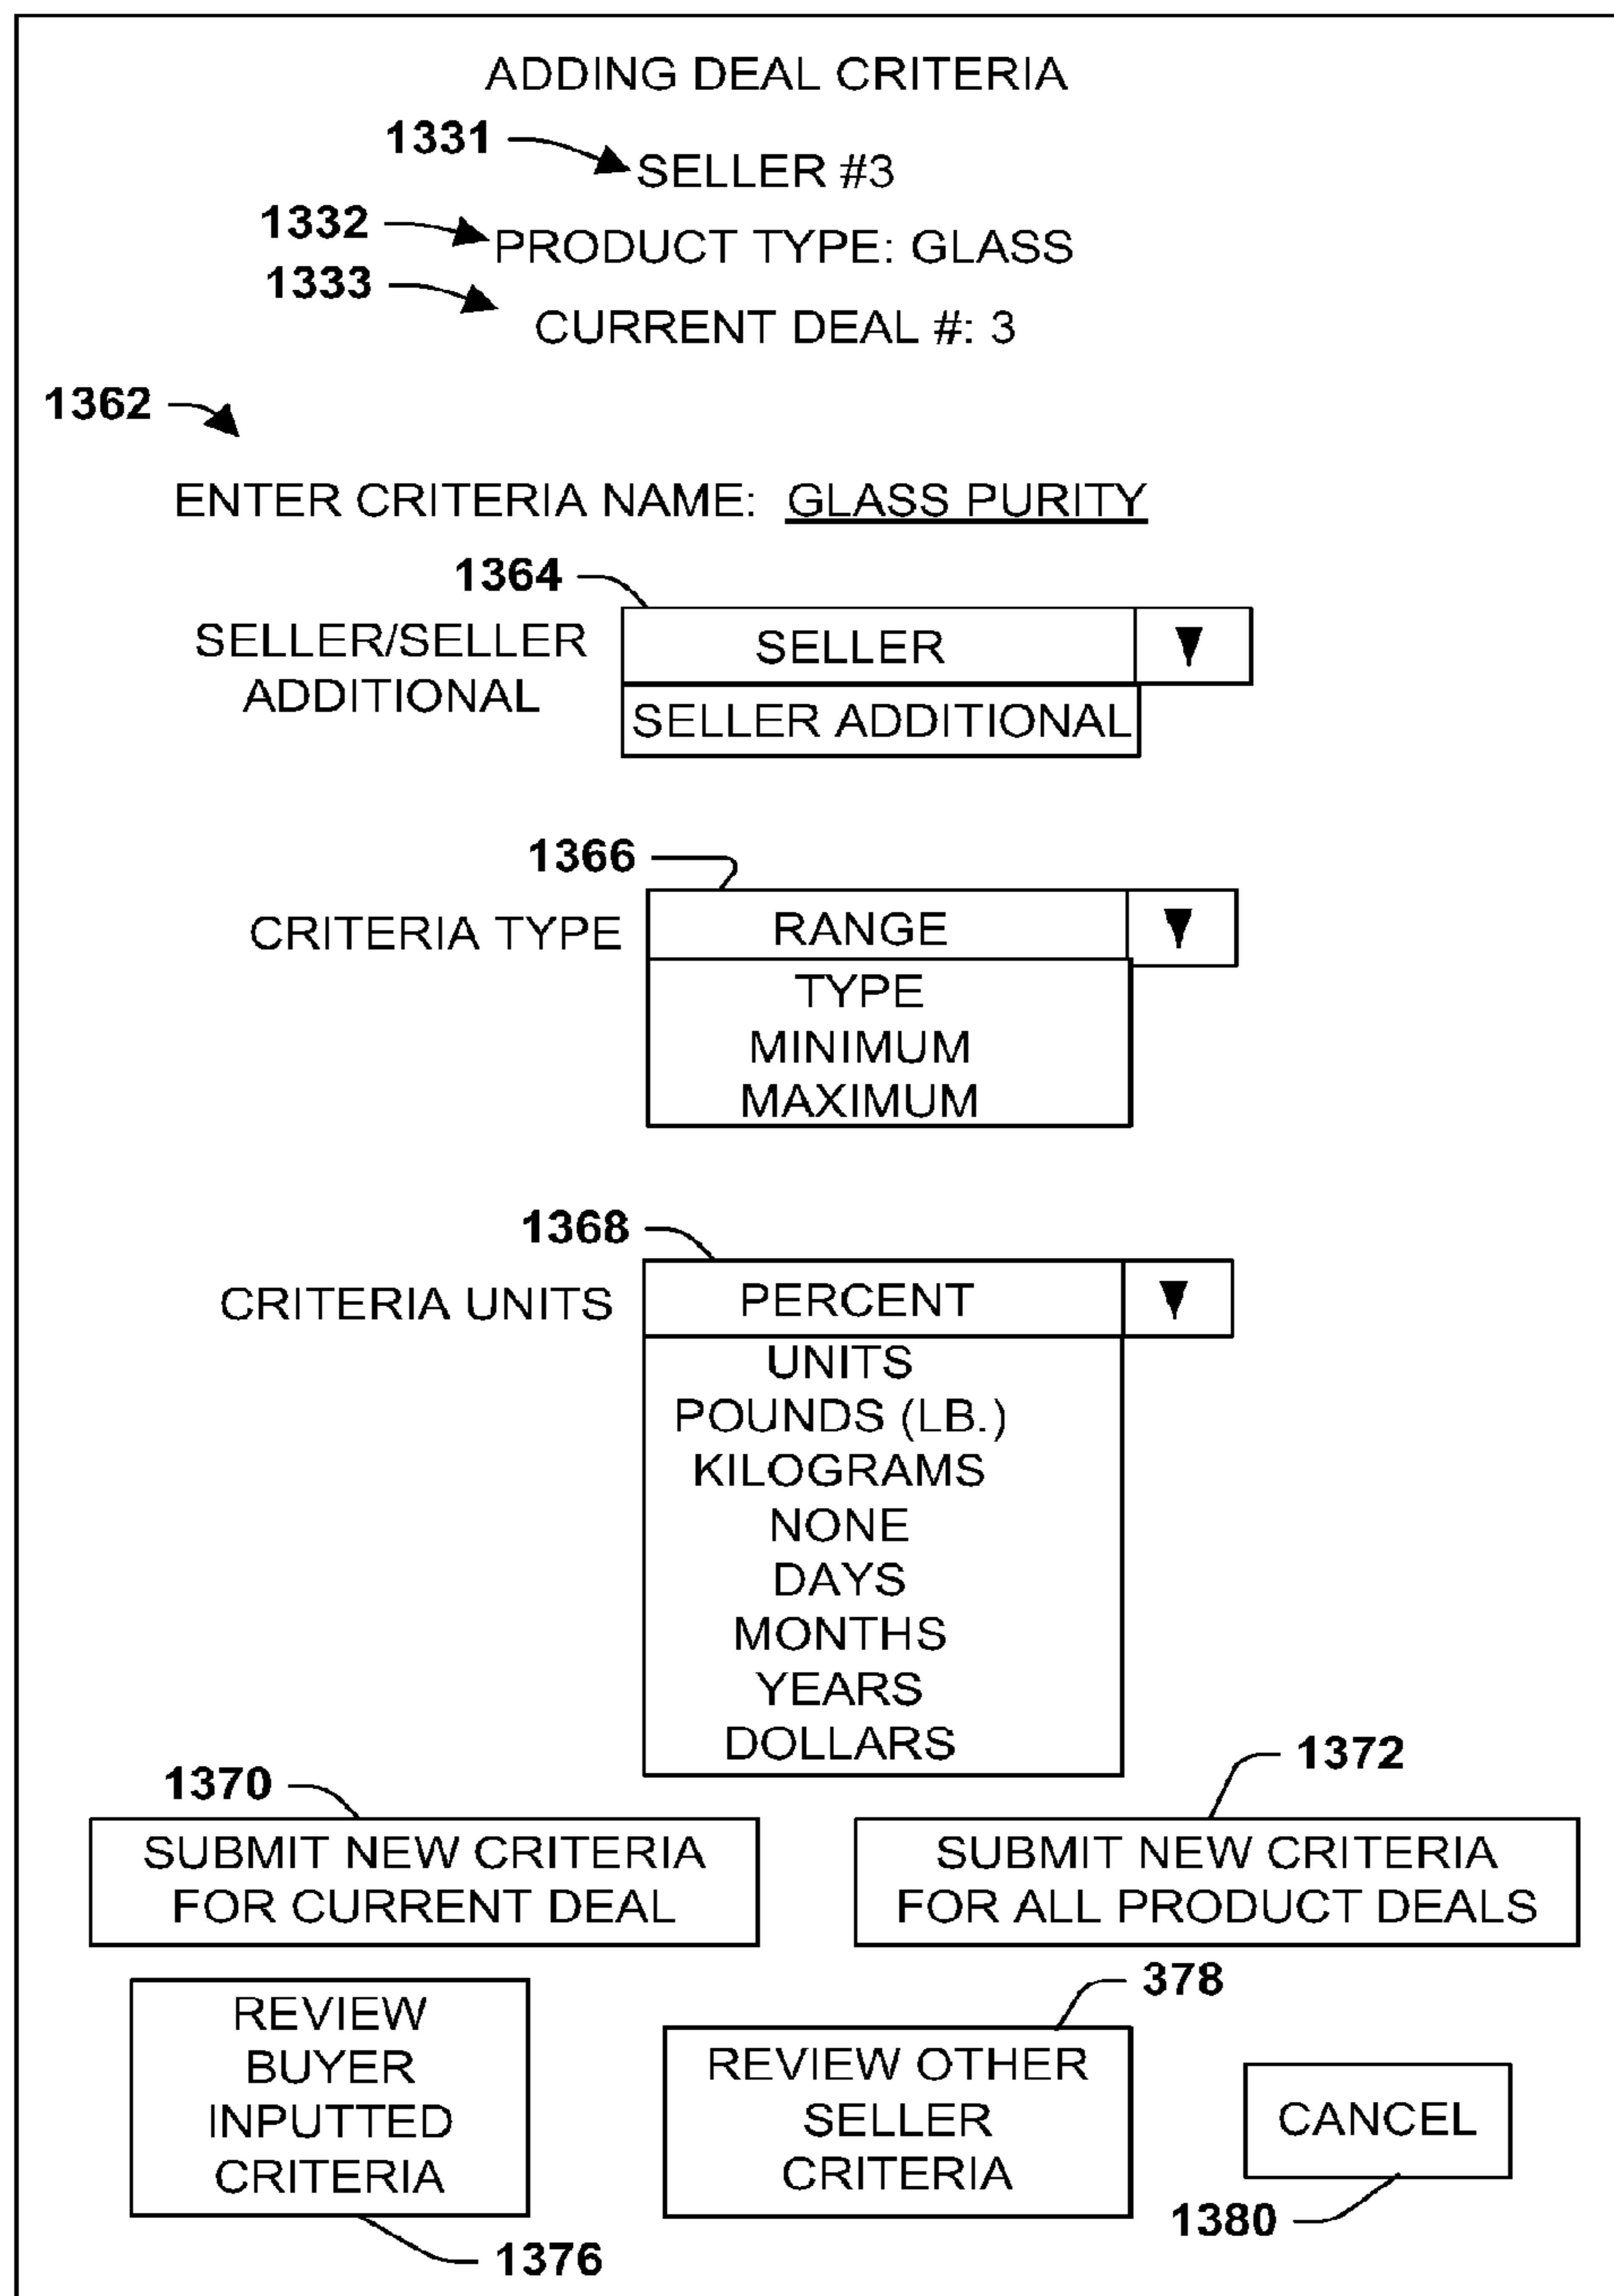 ADDING DEAL CRITERIA
1331
SELLER #3
1332
PRODUCT TYPE: GLASS
1333
CURRENT DEAL #: 3
1362
ENTER CRITERIA NAME: GLASS PURITY
1364
SELLER/SELLER
ADDITIONAL
SELLER
SELLER ADDITIONAL
1366
CRITERIA TYPE
RANGE
TYPE
MINIMUM
MAXIMUM
1368
CRITERIA UNITS
PERCENT
UNITS
POUNDS (LB.)
KILOGRAMS
NONE
DAYS
MONTHS
YEARS
DOLLARS
1370
SUBMIT NEW CRITERIA
FOR CURRENT DEAL
1372
SUBMIT NEW CRITERIA
FOR ALL PRODUCT DEALS
REVIEW
BUYER
INPUTTED
CRITERIA
1376
378
REVIEW OTHER
SELLER
CRITERIA
CANCEL
1380